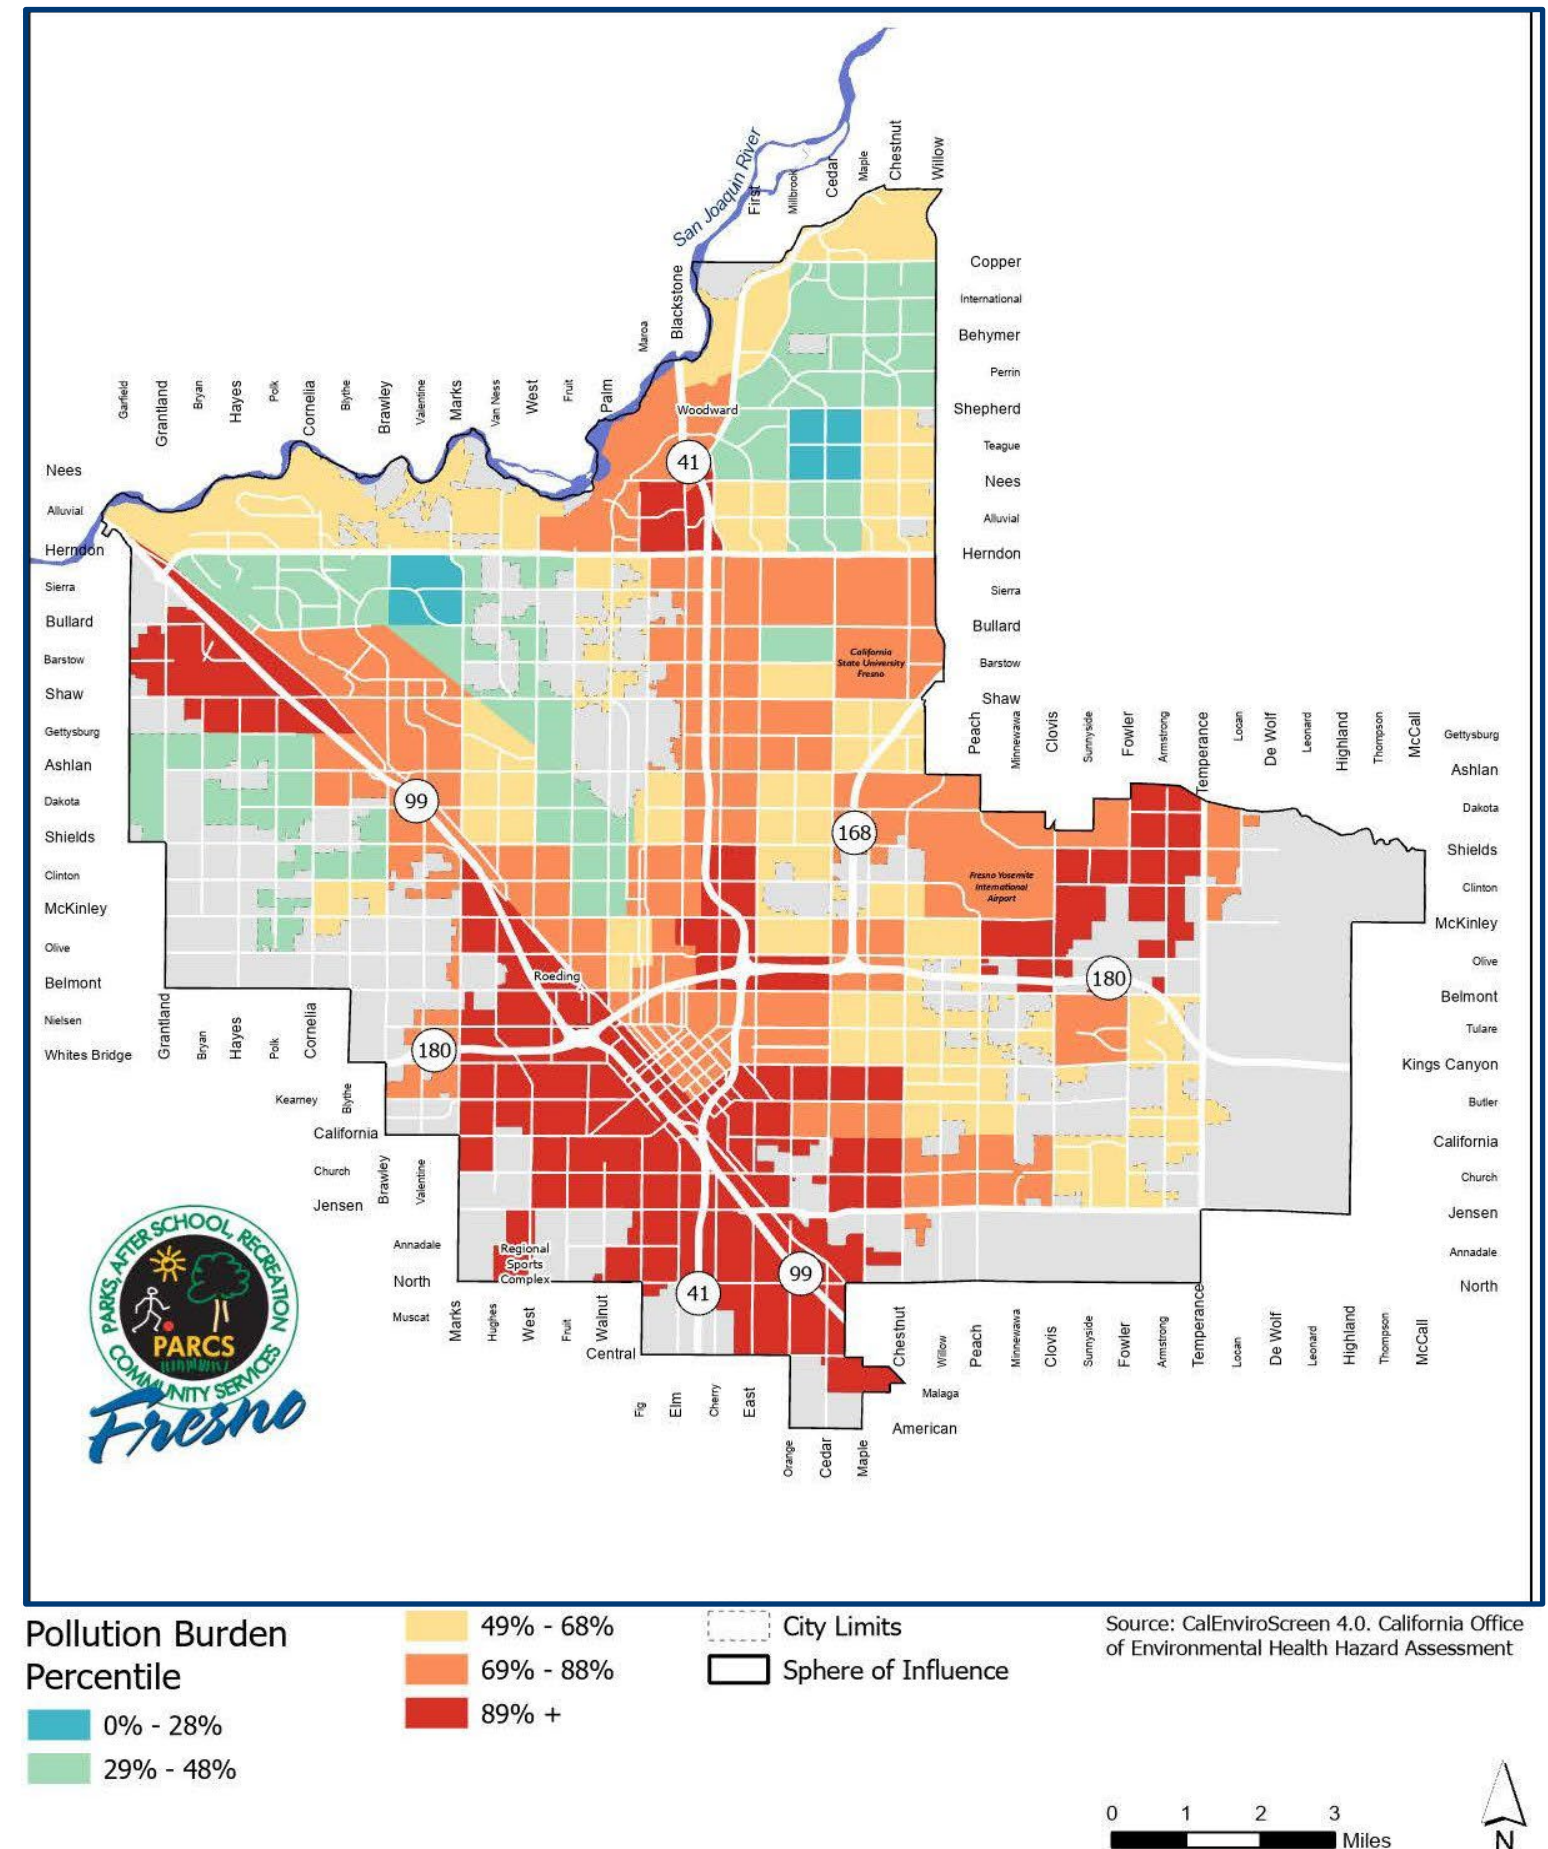 San Joaquin River
First
Millbrook
Cedar
Maple
Chestnut
Willow
Copper
International
Behymer
Perrin
Shepherd
Teague
Nees
Alluvial
Herndon
Sierra
Bullard
Barstow
Shaw
Maroa
Blackstone
Garfield
Grantland
Bryan
Hayes
Polk
Cornelia
Blythe
Brawley
Valentine
Marks
Van Ness
West
Fruit
Palm
Woodward
41
Nees
Alluvial
Herndon
Sierra
Bullard
Barstow
Shaw
Gettysburg
Ashlan
Dakota
Shields
Clinton
McKinley
Olive
Belmont
Nielsen
Whites Bridge
California
State University
Fresno
Peach
Minnewawa
Clovis
Sunnyside
Fowler
Armstrong
Temperance
Locan
De Wolf
Leonard
Highland
Thompson
McCall
Gettysburg
Ashlan
Dakota
Shields
Clinton
McKinley
Olive
Belmont
Tulare
Kings Canyon
Butler
California
Church
Jensen
Annadale
North
99
168
Fresno Yosemite
International
Airport
Roeding
180
180
Grantland
Bryan
Hayes
Polk
Cornelia
Kearney
Blythe
California
Church
Brawley
Valentine
Jensen
Annadale
North
Muscat
Regional
Sports
Complex
41
99
Marks
Hughes
West
Fruit
Walnut
Central
Fig
Elm
Cherry
East
Orange
Cedar
Maple
Malaga
American
Chestnut
Willow
Peach
Minnewawa
Clovis
Sunnyside
Fowler
Armstrong
Temperance
Locan
De Wolf
Leonard
Highland
Thompson
McCall
PARKS, AFTER SCHOOL, RECREATION
COMMUNITY SERVICES
PARCS
Fresno
Pollution Burden
Percentile
0% - 28%
29% - 48%
49% - 68%
69% - 88%
89% +
City Limits
Sphere of Influence
Source: CalEnviroScreen 4.0. California Office
of Environmental Health Hazard Assessment
0 1 2 3
Miles
N